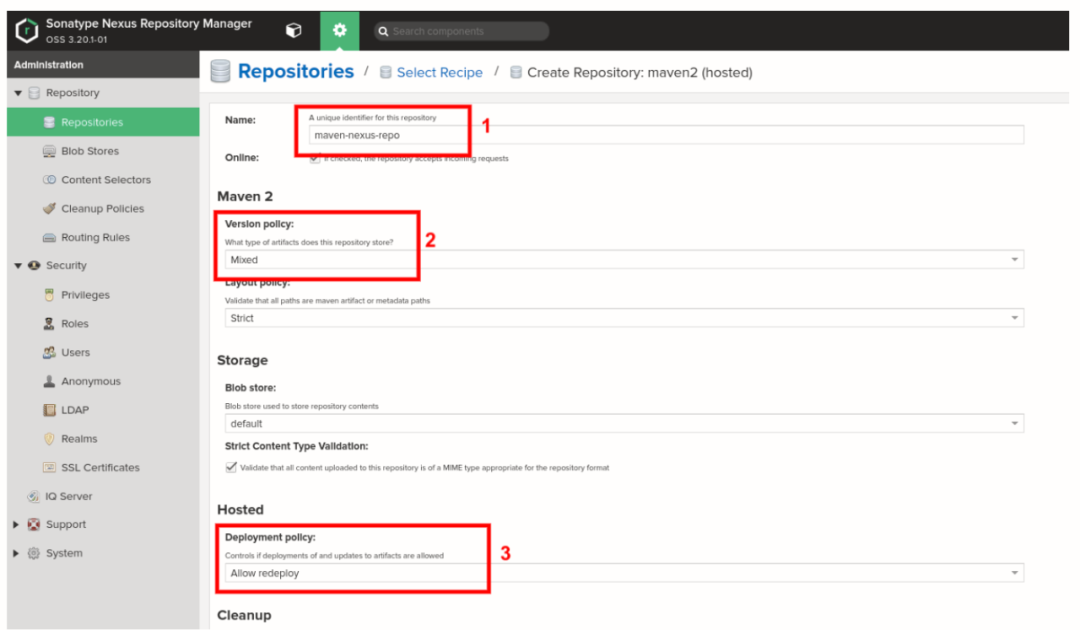 Sonatype Nexus Repository Manager
OSS 3.20.1-01
Search components
Administration
Repository
Repositories
Blob Stores
Content Selectors
Cleanup Policies
Routing Rules
Security
Privileges
Roles
Users
Anonymous
LDAP
Realms
SSL Certificates
IQ Server
Support
System
Repositories / Select Recipe / Create Repository: maven2 (hosted)
Name:
A unique identifier for this repository
maven-nexus-repo
1
Online:
If checked, the repository accepts incoming requests
Maven 2
Version policy:
What type of artifacts does this repository store?
Mixed
2
Layout policy:
Validate that all paths are maven artifact or metadata paths
Strict
Storage
Blob store:
Blob store used to store repository contents
default
Strict Content Type Validation:
Validate that all content uploaded to this repository is of a MIME type appropriate for the repository format
Hosted
Deployment policy:
Controls if deployments of and updates to artifacts are allowed
Allow redeploy
3
Cleanup